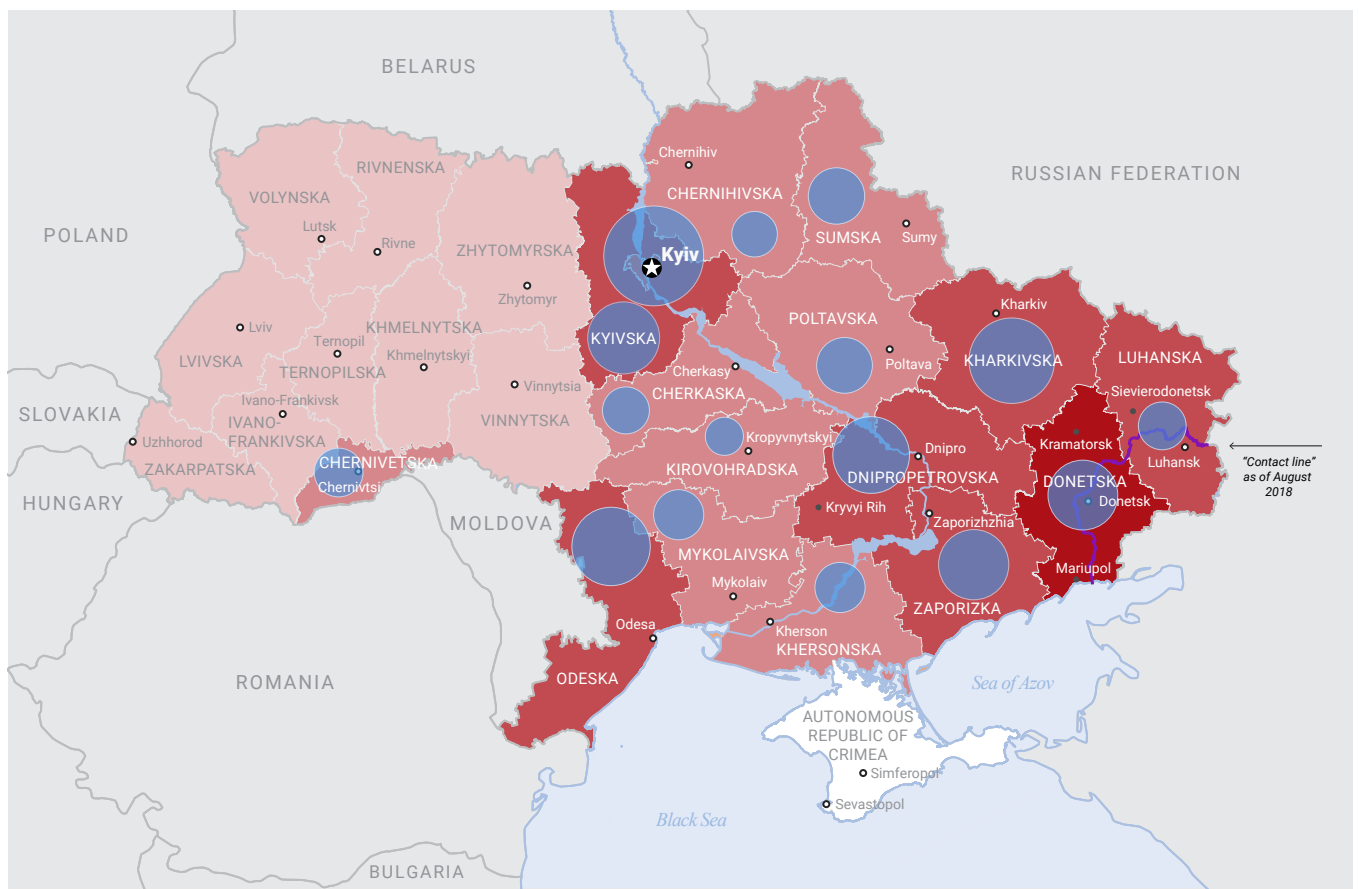 BELARUS
RUSSIAN FEDERATION
POLAND
SLOVAKIA
HUNGARY
ROMANIA
MOLDOVA
BULGARIA
VOLYNSKA
Lutsk
RIVNENSKA
Rivne
ZHYTOMYRSKA
Zhytomyr
Lviv
LVIVSKA
Ternopil
TERNOPILSKA
KHMELNYTSKA
Khmelnytskyi
Ivano-Frankivsk
IVANO-
FRANKIVSKA
Uzhhorod
ZAKARPATSKA
CHERNIVETSKA
Chernivtsi
Vinnytsia
VINNYTSKA
Kyiv
KYIVSKA
Chernihiv
CHERNIHIVSKA
SUMSKA
Sumy
POLTAVSKA
Poltava
Cherkasy
CHERKASKA
Kropyvnytskyi
KIROVOHRADSKA
Kharkiv
KHARKIVSKA
LUHANSKA
Sievierodonetsk
Luhansk
Kramatorsk
DONETSKA
Donetsk
Mariupol
Dnipro
DNIPROPETROVSKA
Kryvyi Rih
Zaporizhzhia
ZAPORIZKA
MYKOLAIVSKA
Mykolaiv
Kherson
KHERSONSKA
Odesa
ODESKA
AUTONOMOUS
REPUBLIC OF
CRIMEA
Simferopol
Sevastopol
Sea of Azov
Black Sea
"Contact line"
as of August
2018